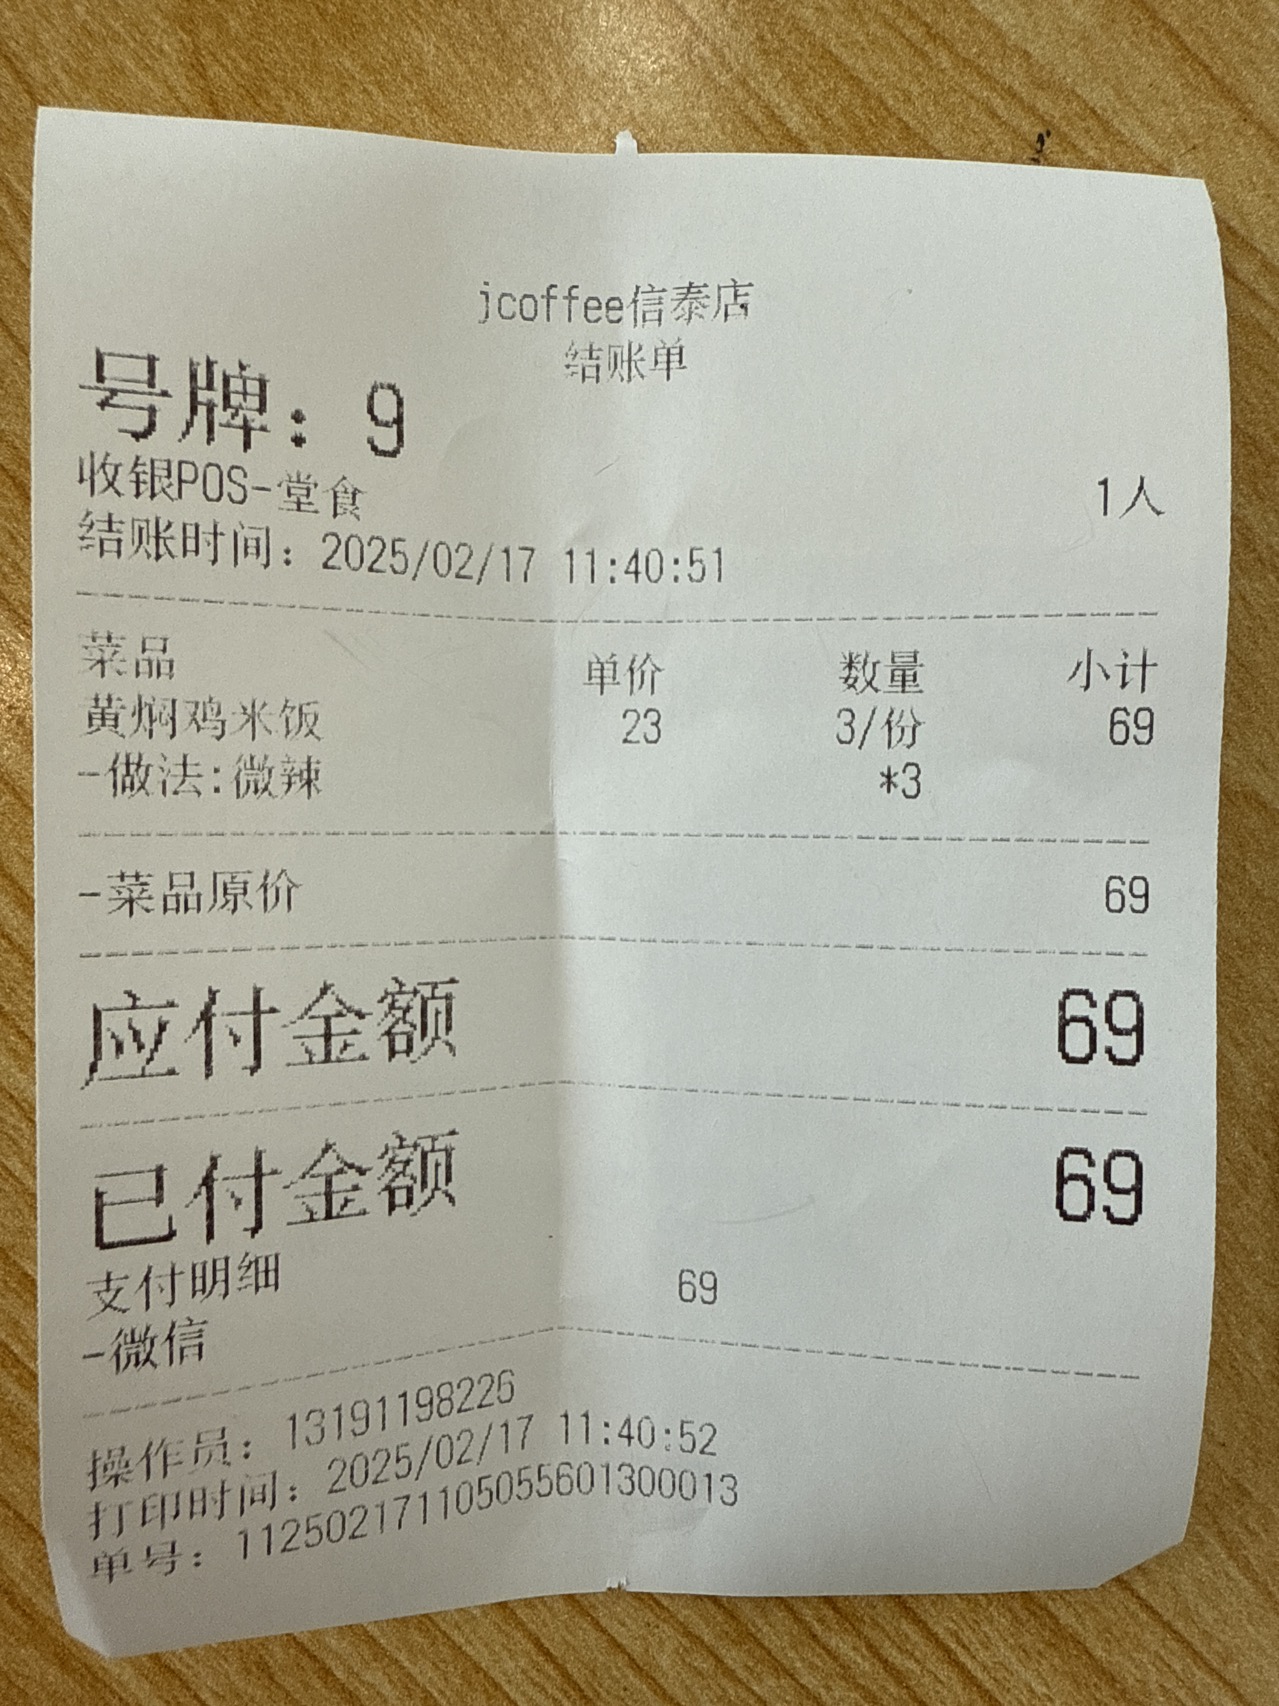 jcoffee信泰店
结账单
号牌：9
收银POS-堂食 1人
结账时间：2025/02/17 11:40:51
菜品 单价 数量 小计
黄焖鸡米饭 23 3/份 69
-做法:微辣 *3
-菜品原价 69
应付金额 69
已付金额 69
支付明细 69
-微信
操作员：13191198226
打印时间：2025/02/17 11:40:52
单号：112502171105055601300013